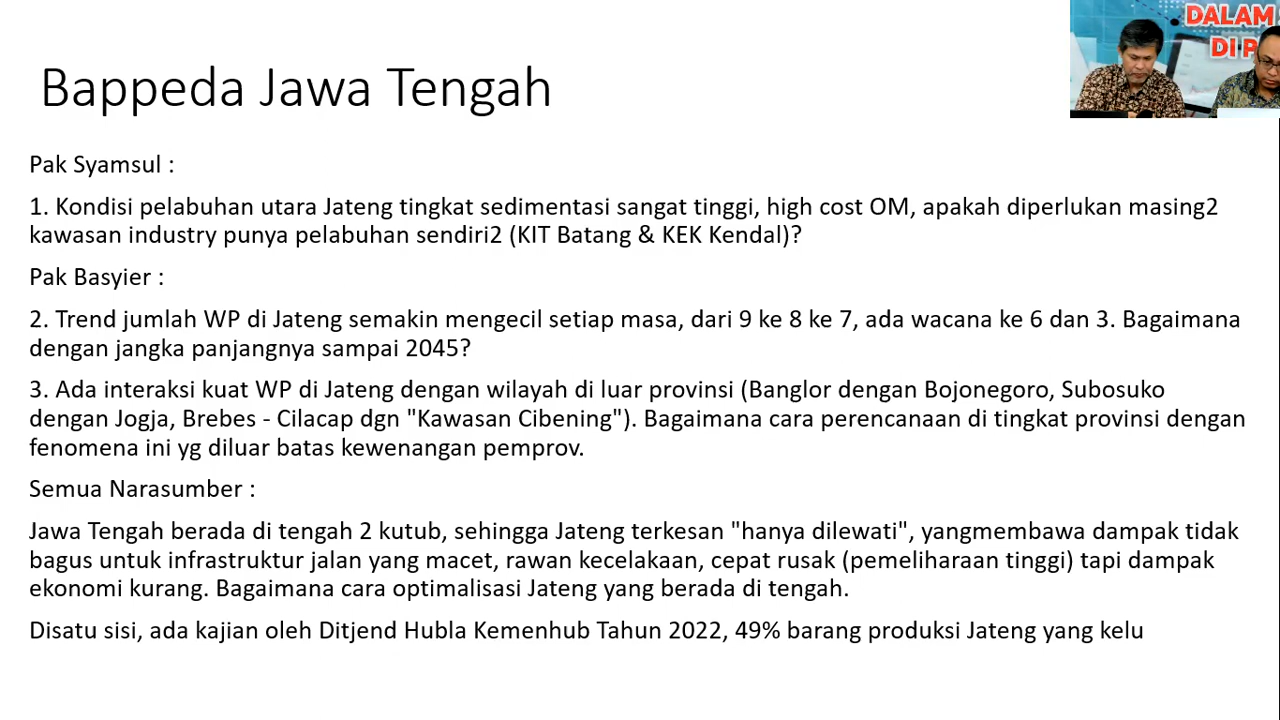 DALAM
DI P
Bappeda Jawa Tengah
Pak Syamsul :
1. Kondisi pelabuhan utara Jateng tingkat sedimentasi sangat tinggi, high cost OM, apakah diperlukan masing2
kawasan industry punya pelabuhan sendiri2 (KIT Batang & KEK Kendal)?
Pak Basyier :
2. Trend jumlah WP di Jateng semakin mengecil setiap masa, dari 9 ke 8 ke 7, ada wacana ke 6 dan 3. Bagaimana
dengan jangka panjangnya sampai 2045?
3. Ada interaksi kuat WP di Jateng dengan wilayah di luar provinsi (Banglor dengan Bojonegoro, Subosuko
dengan Jogja, Brebes - Cilacap dgn "Kawasan Cibening"). Bagaimana cara perencanaan di tingkat provinsi dengan
fenomena ini yg diluar batas kewenangan pemprov.
Semua Narasumber :
Jawa Tengah berada di tengah 2 kutub, sehingga Jateng terkesan "hanya dilewati", yangmembawa dampak tidak
bagus untuk infrastruktur jalan yang macet, rawan kecelakaan, cepat rusak (pemeliharaan tinggi) tapi dampak
ekonomi kurang. Bagaimana cara optimalisasi Jateng yang berada di tengah.
Disatu sisi, ada kajian oleh Ditjend Hubla Kemenhub Tahun 2022, 49% barang produksi Jateng yang kelu